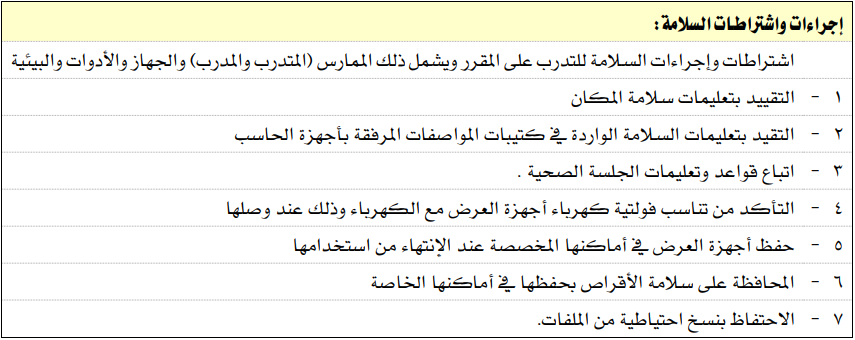 إجراءات واشتراطات السلامة:
اشتراطات وإجراءات السلامة للتدرب على المقرر ويشمل ذلك الممارس (المتدرب والمدرب) والجهاز والأدوات والبيئية
١ - التقييد بتعليمات سلامة المكان
٢ - التقيد بتعليمات السلامة الواردة في كتيبات المواصفات المرفقة بأجهزة الحاسب
٣ - اتباع قواعد وتعليمات الجلسة الصحية .
٤ - التأكد من تناسب فولتية كهرباء أجهزة العرض مع الكهرباء وذلك عند وصلها
٥ - حفظ أجهزة العرض في أماكنها المخصصة عند الإنتهاء من استخدامها
٦ - المحافظة على سلامة الأقراص بحفظها في أماكنها الخاصة
٧ - الاحتفاظ بنسخ احتياطية من الملفات.